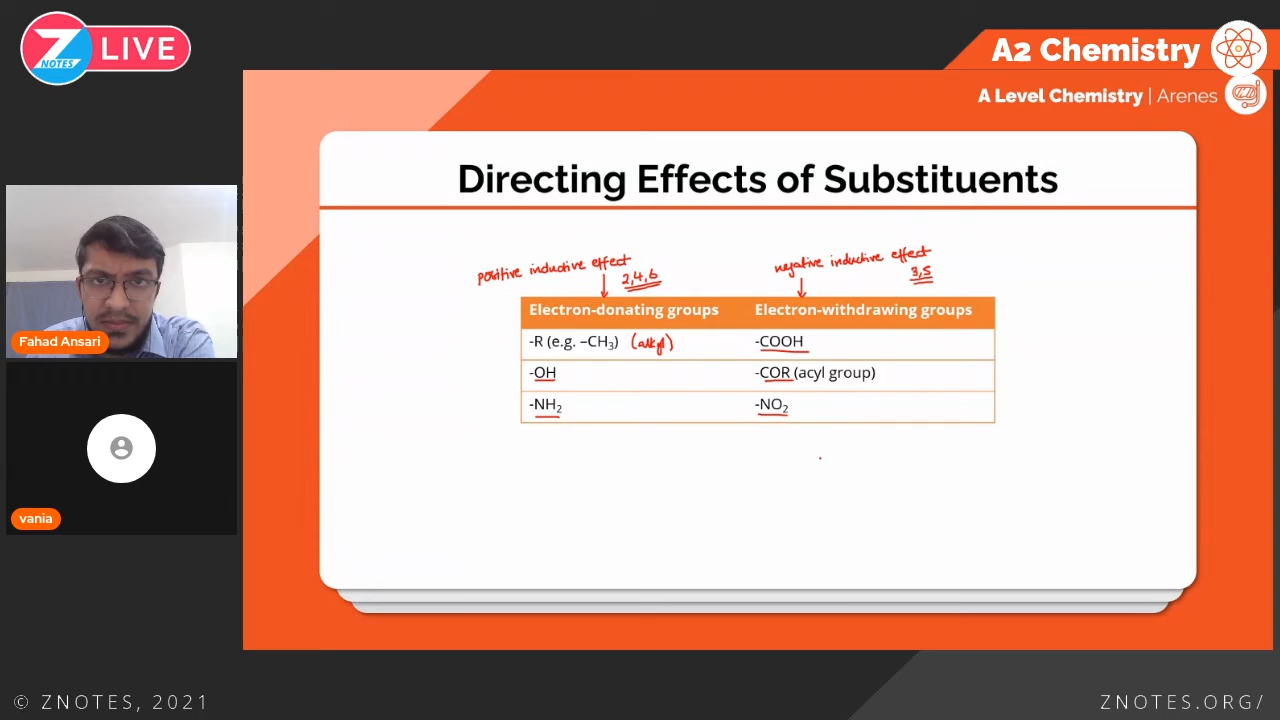 Z NOTES LIVE
A2 Chemistry
A Level Chemistry | Arenes
Directing Effects of Substituents
positive inductive effect
2,4,6
negative inductive effect
3,5
Electron-donating groups Electron-withdrawing groups
-R (e.g. –CH₃) (alkyl) -COOH
-OH -COR (acyl group)
-NH₂ -NO₂
Fahad Ansari
vania
© ZNOTES, 2021
ZNOTES.ORG/